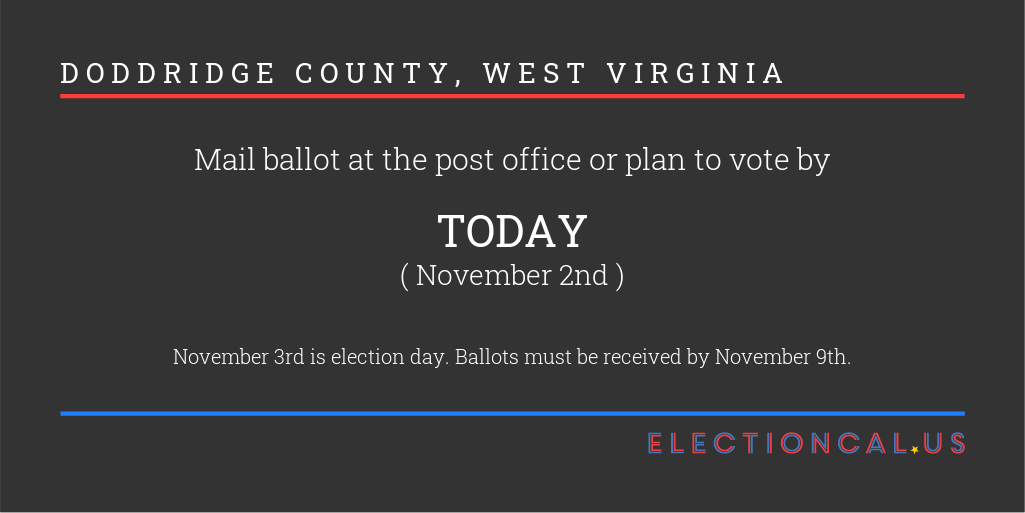 DODDRIDGE COUNTY, WEST VIRGINIA
Mail ballot at the post office or plan to vote by
TODAY
( November 2nd )
November 3rd is election day. Ballots must be received by November 9th.
ELECTIONCAL.US